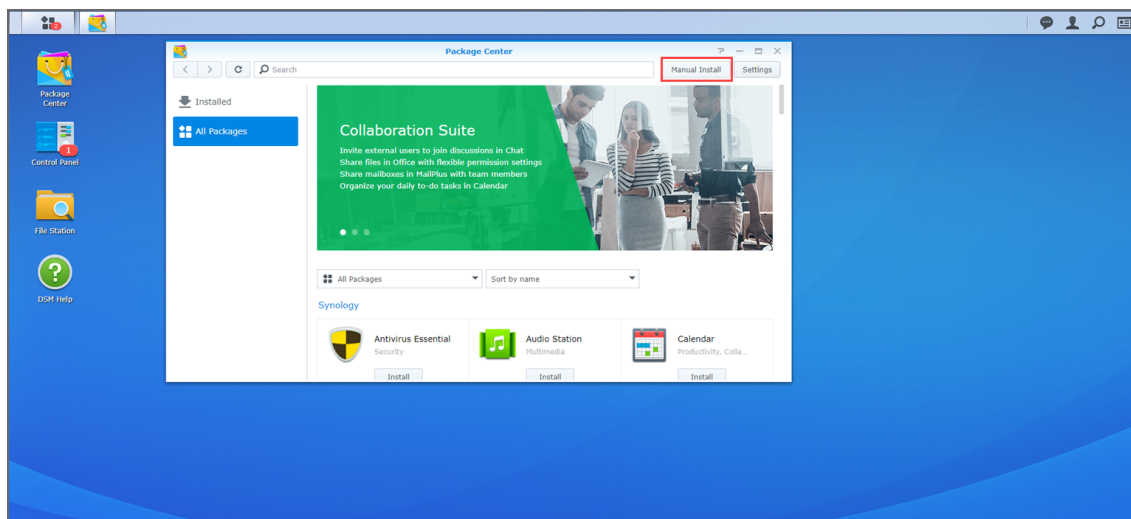 2
Package Center
Search
Manual Install
Settings
Package
Center
Control Panel
1
File Station
DSM Help
Installed
All Packages
Collaboration Suite
Invite external users to join discussions in Chat
Share files in Office with flexible permission settings
Share mailboxes in MailPlus with team members
Organize your daily to-do tasks in Calendar
All Packages
Sort by name
Synology
Antivirus Essential
Security
Install
Audio Station
Multimedia
Install
Calendar
Productivity, Colla...
Install